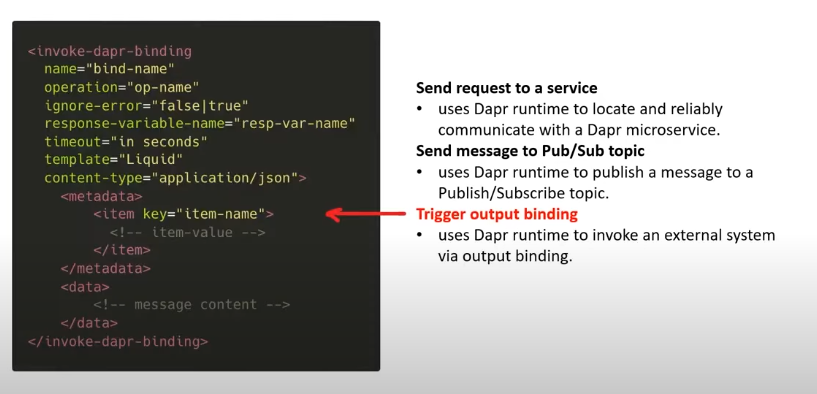 <invoke-dapr-binding
name="bind-name"
operation="op-name"
ignore-error="false|true"
response-variable-name="resp-var-name"
timeout="in seconds"
template="Liquid"
content-type="application/json">
<metadata>
<item key="item-name">
<!-- item-value -->
</item>
</metadata>
<data>
<!-- message content -->
</data>
</invoke-dapr-binding>
Send request to a service
• uses Dapr runtime to locate and reliably
communicate with a Dapr microservice.
Send message to Pub/Sub topic
• uses Dapr runtime to publish a message to a
Publish/Subscribe topic.
Trigger output binding
• uses Dapr runtime to invoke an external system
via output binding.